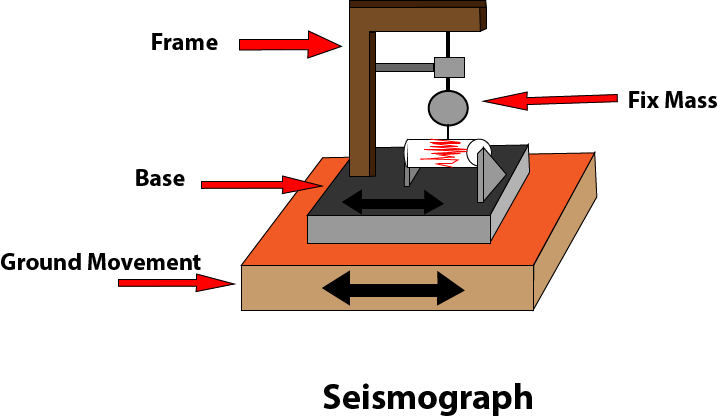 Frame
Fix Mass
Base
Ground Movement
Seismograph